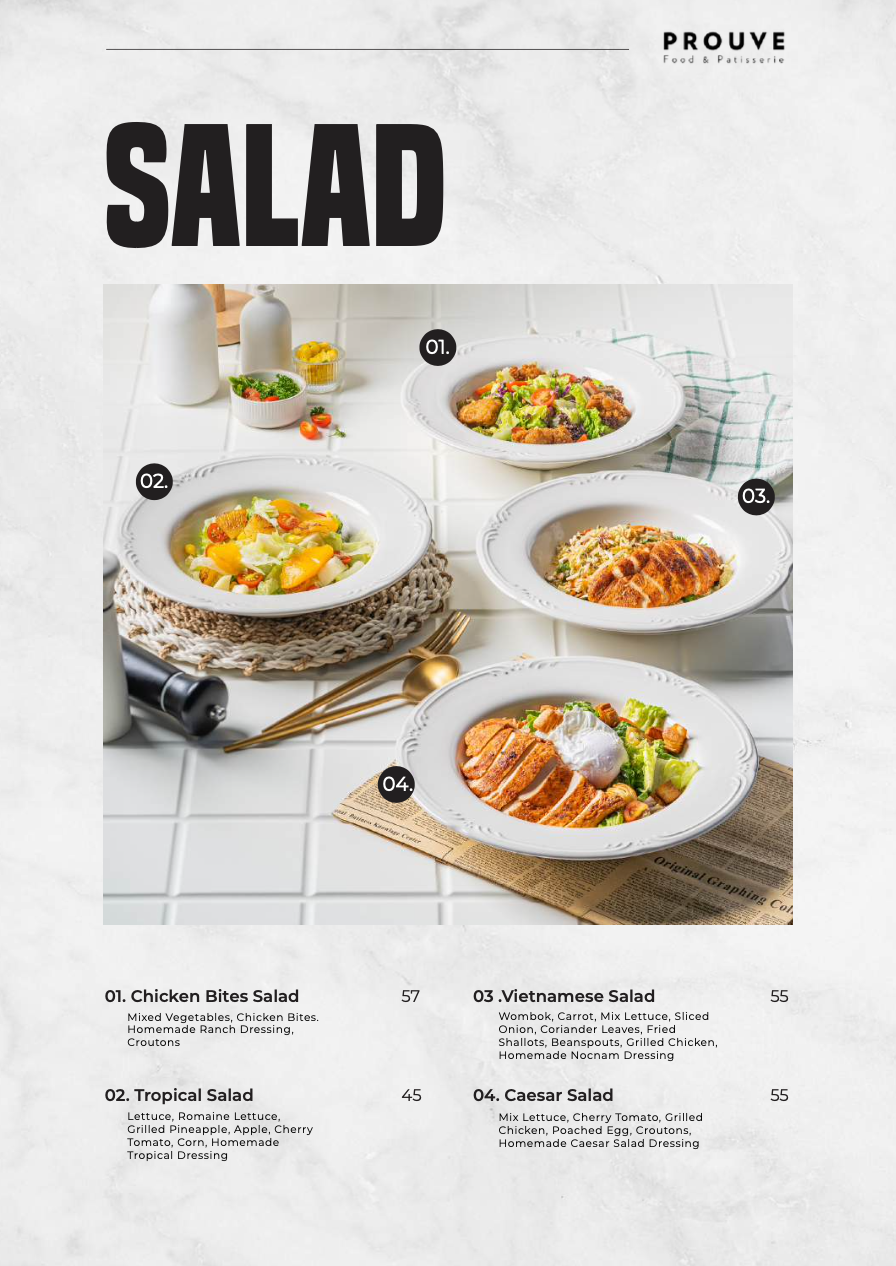 PROUVE
Food & Patisserie
SALAD
01.
02.
03.
04.
Business Knowledge Center
Original Graphing Col
01. Chicken Bites Salad 57
Mixed Vegetables, Chicken Bites.
Homemade Ranch Dressing,
Croutons
02. Tropical Salad 45
Lettuce, Romaine Lettuce,
Grilled Pineapple, Apple, Cherry
Tomato, Corn, Homemade
Tropical Dressing
03 .Vietnamese Salad 55
Wombok, Carrot, Mix Lettuce, Sliced
Onion, Coriander Leaves, Fried
Shallots, Beanspouts, Grilled Chicken,
Homemade Nocnam Dressing
04. Caesar Salad 55
Mix Lettuce, Cherry Tomato, Grilled
Chicken, Poached Egg, Croutons,
Homemade Caesar Salad Dressing